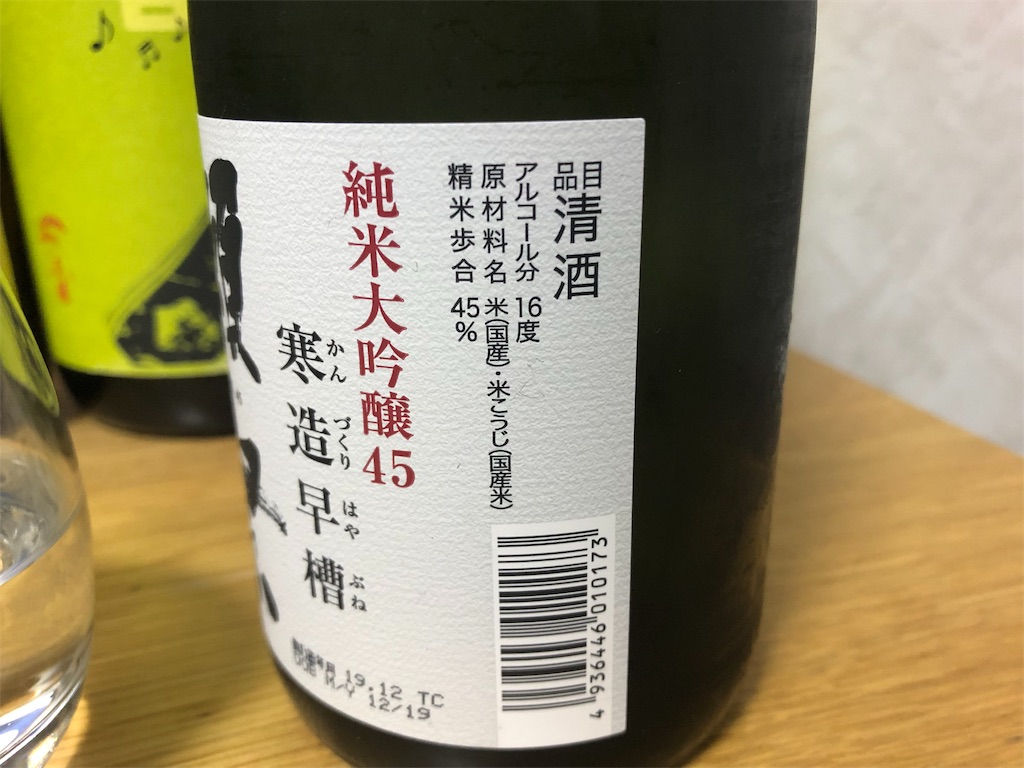 品目 清酒
アルコール分 16度
原材料名 米(国産)・米こうじ(国産米)
精米歩合 45%
純米大吟醸45
寒造早槽
かんづくりはやぶね
製造年月 19.12 TC
M/Y 12/19
4936446010173